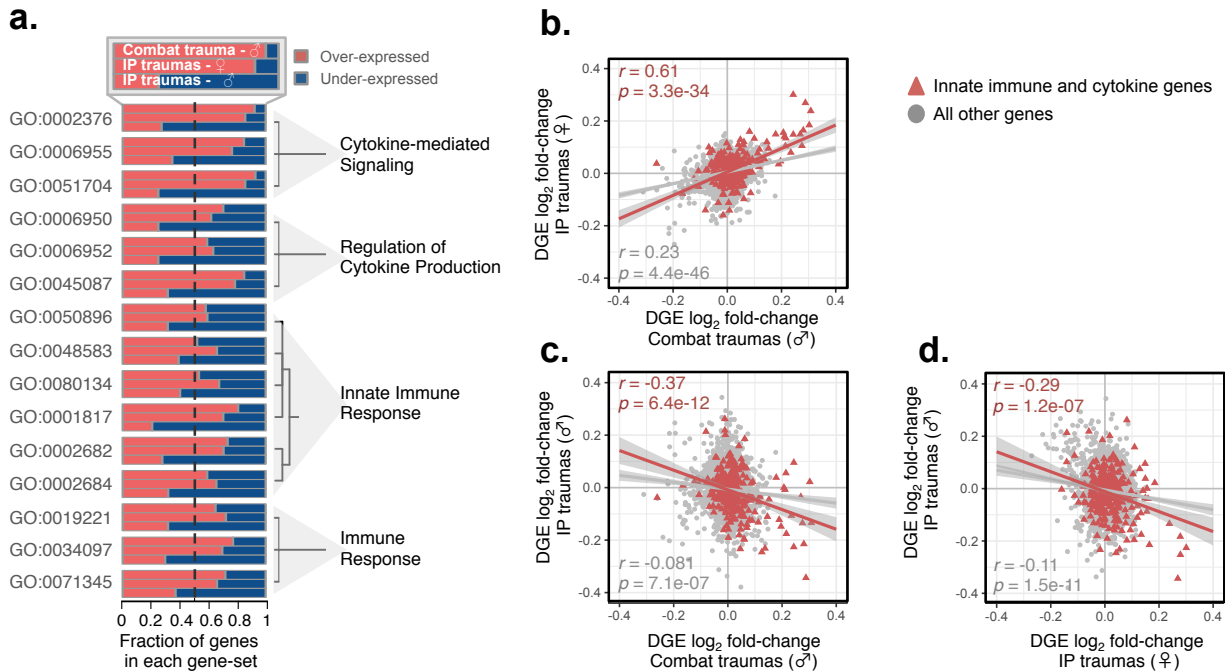 a.
Combat trauma - ♂
IP traumas - ♀
IP traumas - ♂
Over-expressed
Under-expressed
GO:0002376
GO:0006955
GO:0051704
GO:0006950
GO:0006952
GO:0045087
GO:0050896
GO:0048583
GO:0080134
GO:0001817
GO:0002682
GO:0002684
GO:0019221
GO:0034097
GO:0071345
Cytokine-mediated
Signaling
Regulation of
Cytokine Production
Innate Immune
Response
Immune
Response
0 0.2 0.4 0.6 0.8 1
Fraction of genes
in each gene-set
b.
r = 0.61
p = 3.3e-34
r = 0.23
p = 4.4e-46
0.4
0.2
0.0
-0.2
-0.4
-0.4 -0.2 0.0 0.2 0.4
DGE log2 fold-change
IP traumas (♀)
DGE log2 fold-change
Combat traumas (♂)
Innate immune and cytokine genes
All other genes
c.
r = -0.37
p = 6.4e-12
r = -0.081
p = 7.1e-07
0.4
0.2
0.0
-0.2
-0.4
-0.4 -0.2 0.0 0.2 0.4
DGE log2 fold-change
IP traumas (♂)
DGE log2 fold-change
Combat traumas (♂)
d.
r = -0.29
p = 1.2e-07
r = -0.11
p = 1.5e-11
0.4
0.2
0.0
-0.2
-0.4
-0.4 -0.2 0.0 0.2 0.4
DGE log2 fold-change
IP traumas (♂)
DGE log2 fold-change
IP traumas (♀)